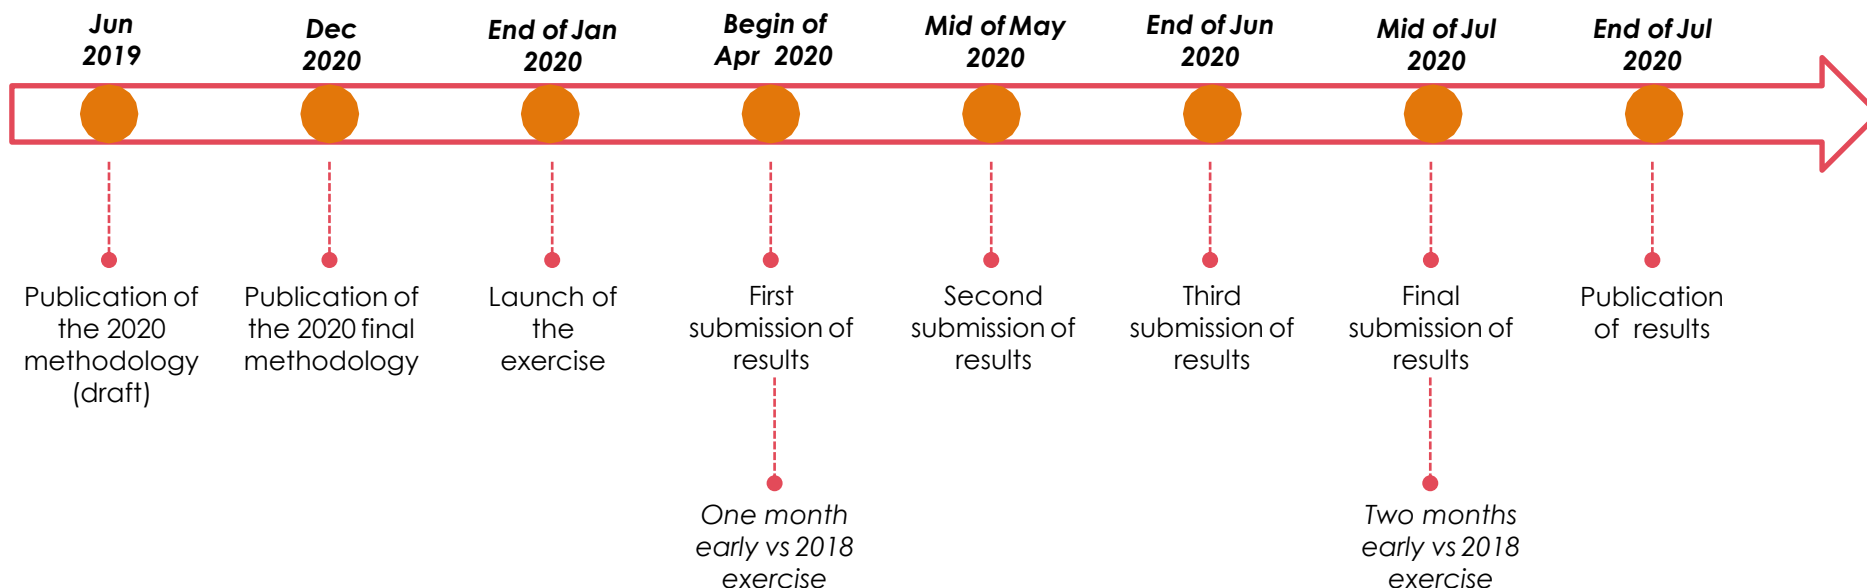 Jun
2019
Dec
2020
End of Jan
2020
Begin of
Apr 2020
Mid of May
2020
End of Jun
2020
Mid of Jul
2020
End of Jul
2020
Publication of
the 2020
methodology
(draft)
Publication of
the 2020 final
methodology
Launch of
the
exercise
First
submission of
results
Second
submission of
results
Third
submission of
results
Final
submission of
results
Publication
of results
One month
early vs 2018
exercise
Two months
early vs 2018
exercise